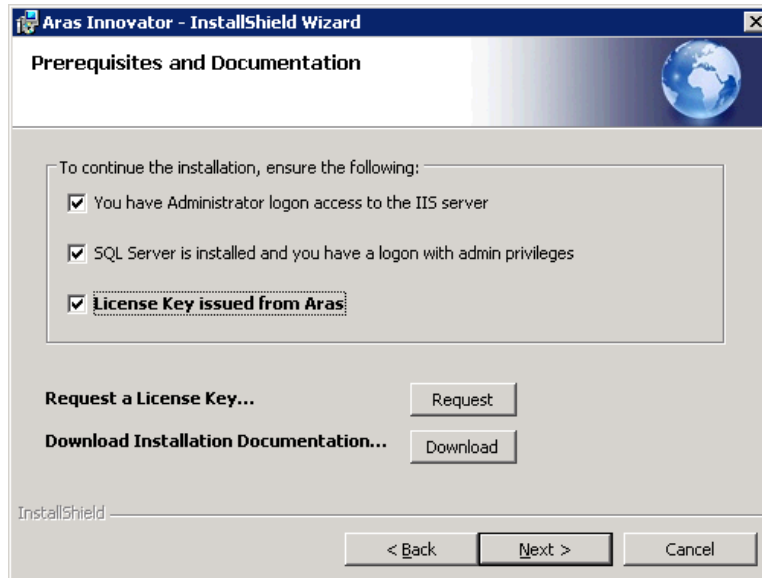 Aras Innovator - InstallShield Wizard
Prerequisites and Documentation
To continue the installation, ensure the following:
You have Administrator logon access to the IIS server
SQL Server is installed and you have a logon with admin privileges
License Key issued from Aras
Request a License Key...
Request
Download Installation Documentation...
Download
InstallShield
< Back
Next >
Cancel